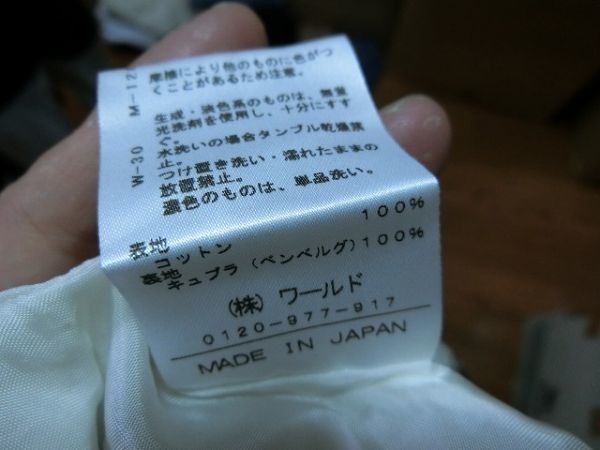 W-30 M-12
摩擦により他のものに色がつ
くことがあるため注意。
生成・淡色系のものは、無蛍
光洗剤を使用し、十分にすす
ぐ。
水洗いの場合タンブル乾燥禁
止。
つけ置き洗い・濡れたままの
放置禁止。
濃色のものは、単品洗い。
表地
コットン 100%
裏地
キュプラ(ベンベルグ)100%
(株) ワールド
0120-977-917
MADE IN JAPAN